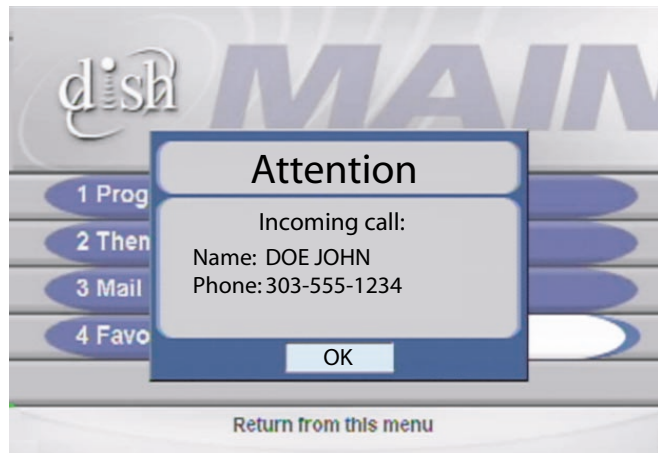 dish
MAIN
Attention
Incoming call:
Name: DOE JOHN
Phone: 303-555-1234
OK
1 Prog
2 Then
3 Mail
4 Favo
Return from this menu